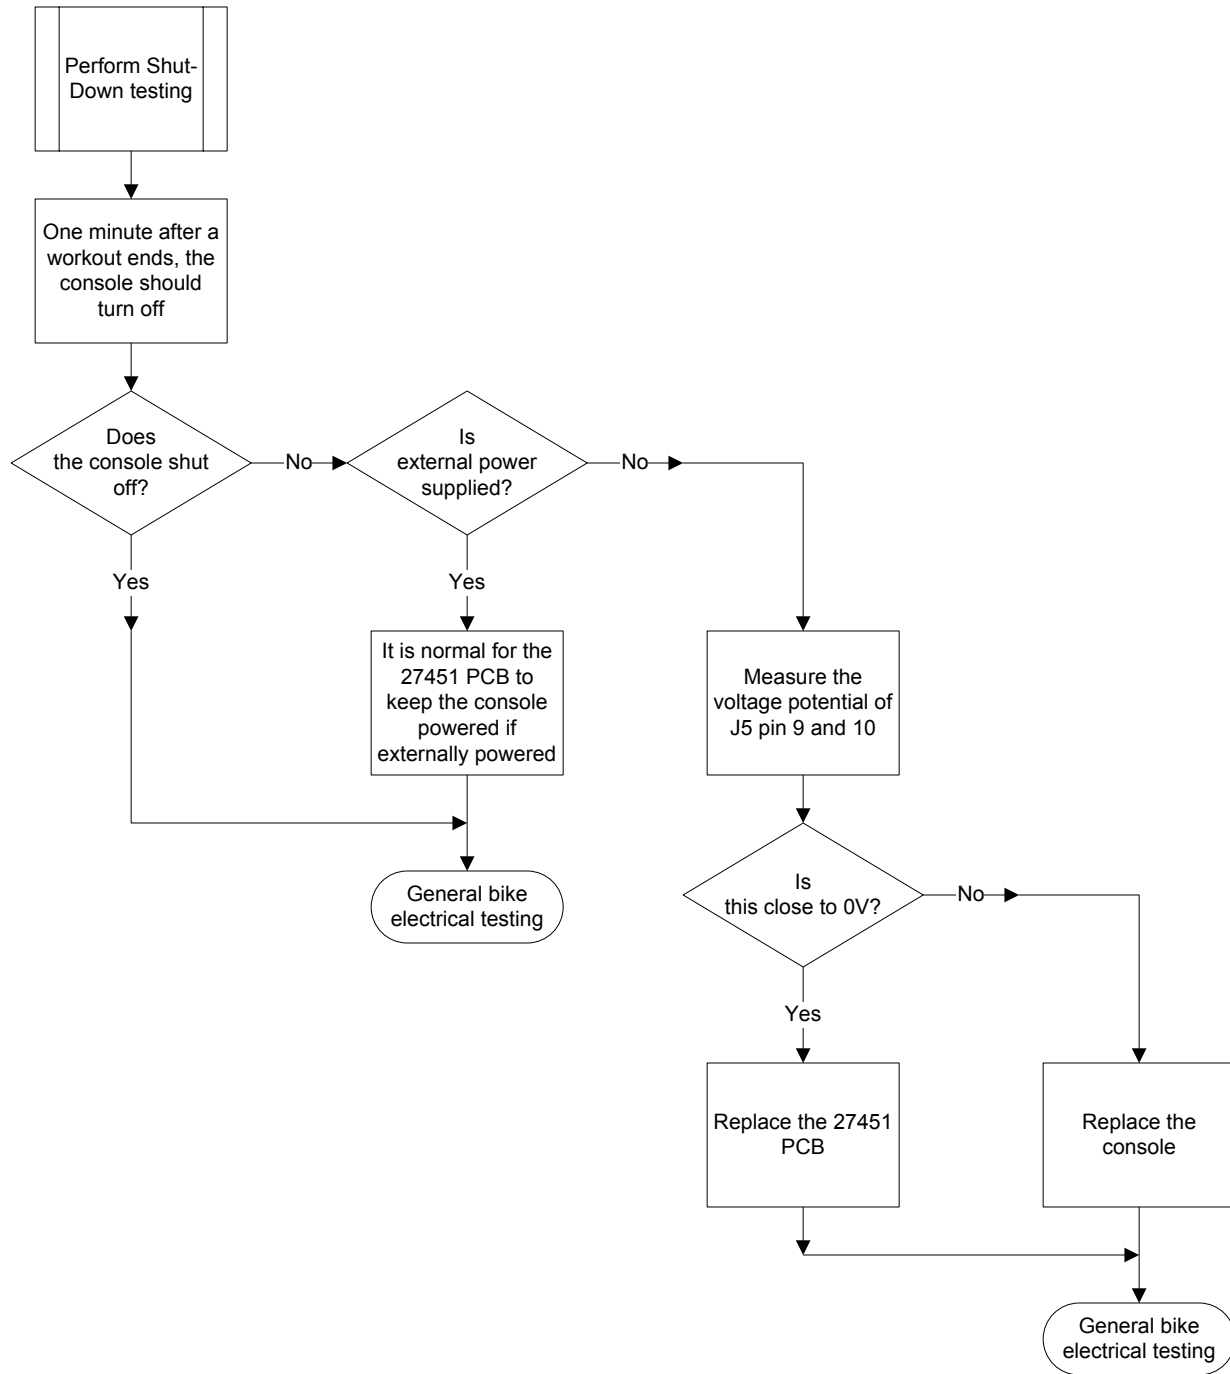 Perform Shut-
Down testing
One minute after a
workout ends, the
console should
turn off
Does
the console shut
off?
No
Is
external power
supplied?
No
Yes
Yes
It is normal for the
27451 PCB to
keep the console
powered if
externally powered
Measure the
voltage potential of
J5 pin 9 and 10
General bike
electrical testing
Is
this close to 0V?
No
Yes
Replace the 27451
PCB
Replace the
console
General bike
electrical testing